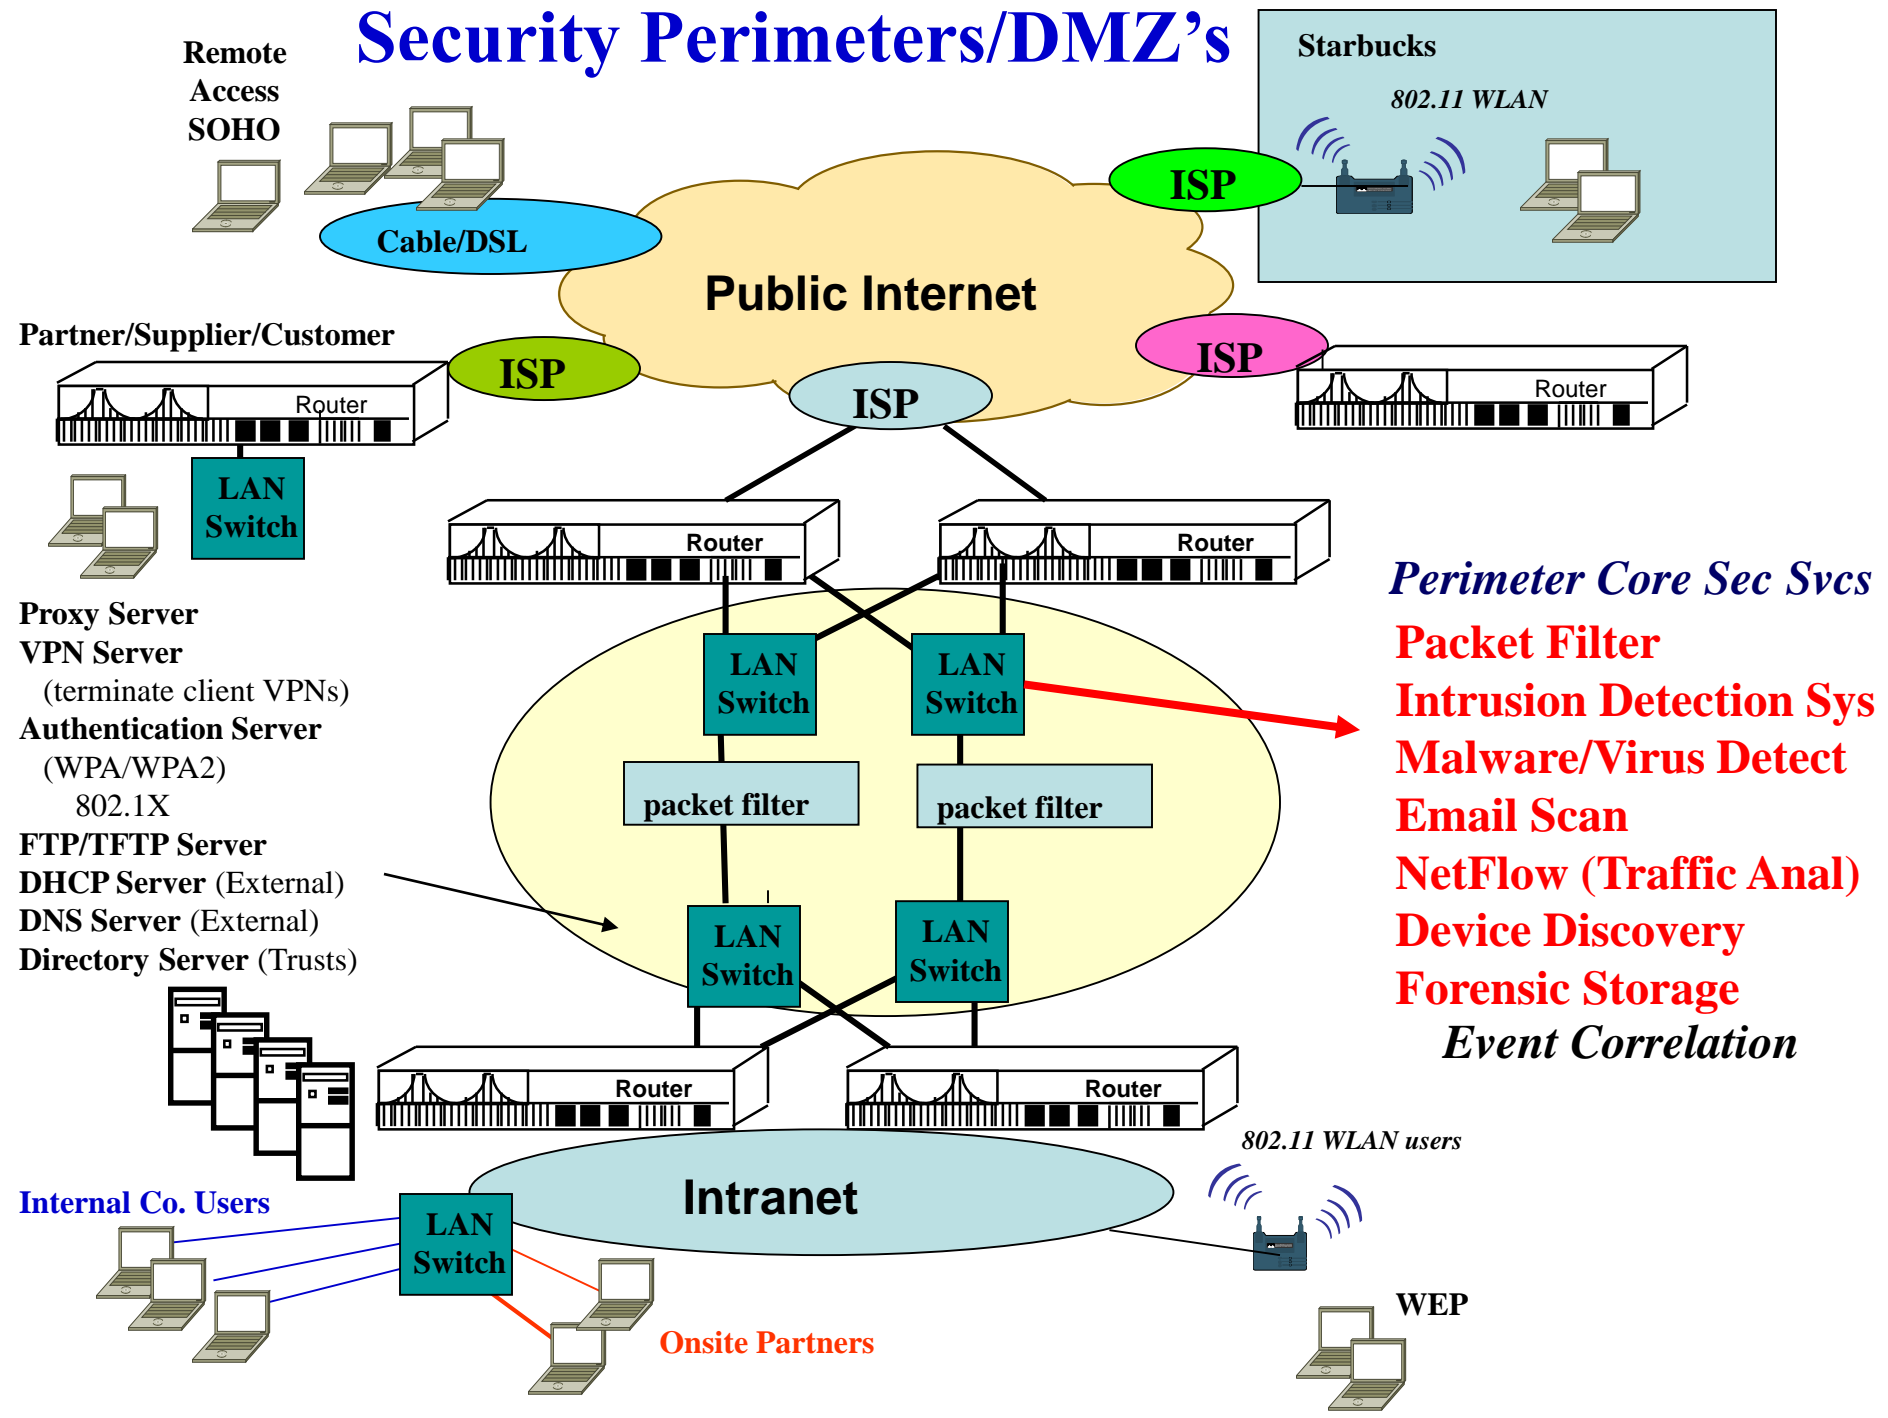 Security Perimeters/DMZ's
Remote
Access
SOHO
Starbucks
802.11 WLAN
ISP
Cable/DSL
Public Internet
Partner/Supplier/Customer
ISP
ISP
ISP
Router
Router
LAN
Switch
Router
Router
Proxy Server
VPN Server
(terminate client VPNs)
Authentication Server
(WPA/WPA2)
802.1X
FTP/TFTP Server
DHCP Server (External)
DNS Server (External)
Directory Server (Trusts)
LAN
Switch
LAN
Switch
packet filter
packet filter
LAN
Switch
LAN
Switch
Perimeter Core Sec Svcs
Packet Filter
Intrusion Detection Sys
Malware/Virus Detect
Email Scan
NetFlow (Traffic Anal)
Device Discovery
Forensic Storage
Event Correlation
Router
Router
802.11 WLAN users
Intranet
Internal Co. Users
LAN
Switch
WEP
Onsite Partners